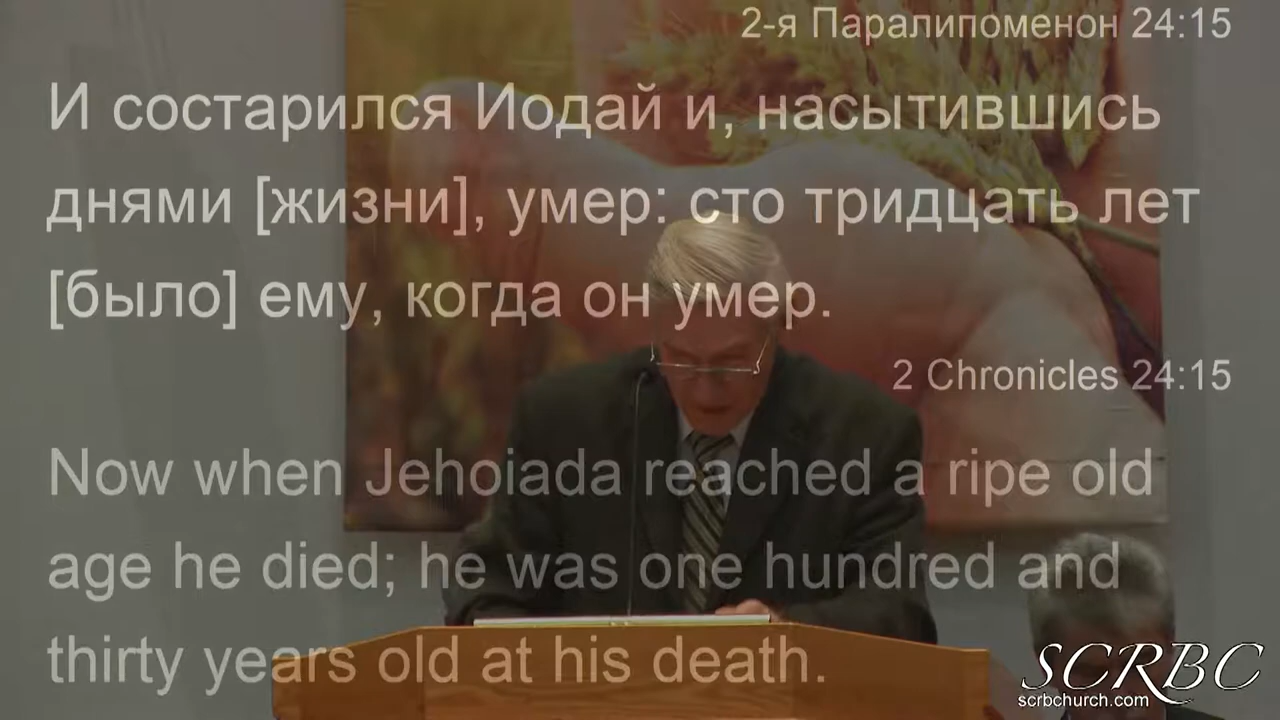 2-я Паралипоменон 24:15
И состарился Иодай и, насытившись
днями [жизни], умер: сто тридцать лет
[было] ему, когда он умер.
2 Chronicles 24:15
Now when Jehoiada reached a ripe old
age he died; he was one hundred and
thirty years old at his death.
SCRBC
scrbchurch.com